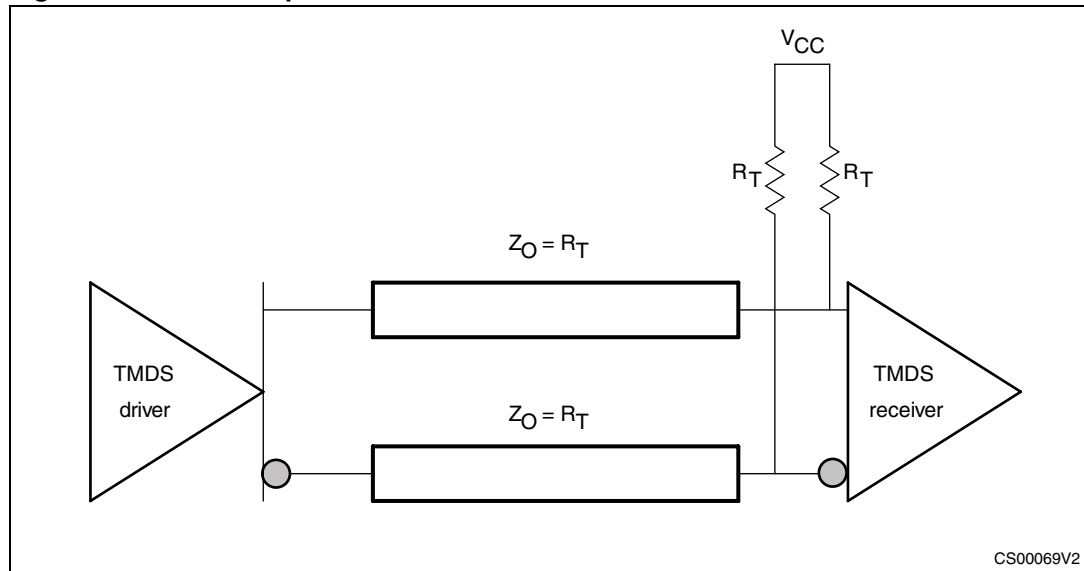 V_CC
R_T R_T
Z_O = R_T
TMDS driver
TMDS receiver
Z_O = R_T
CS00069V2